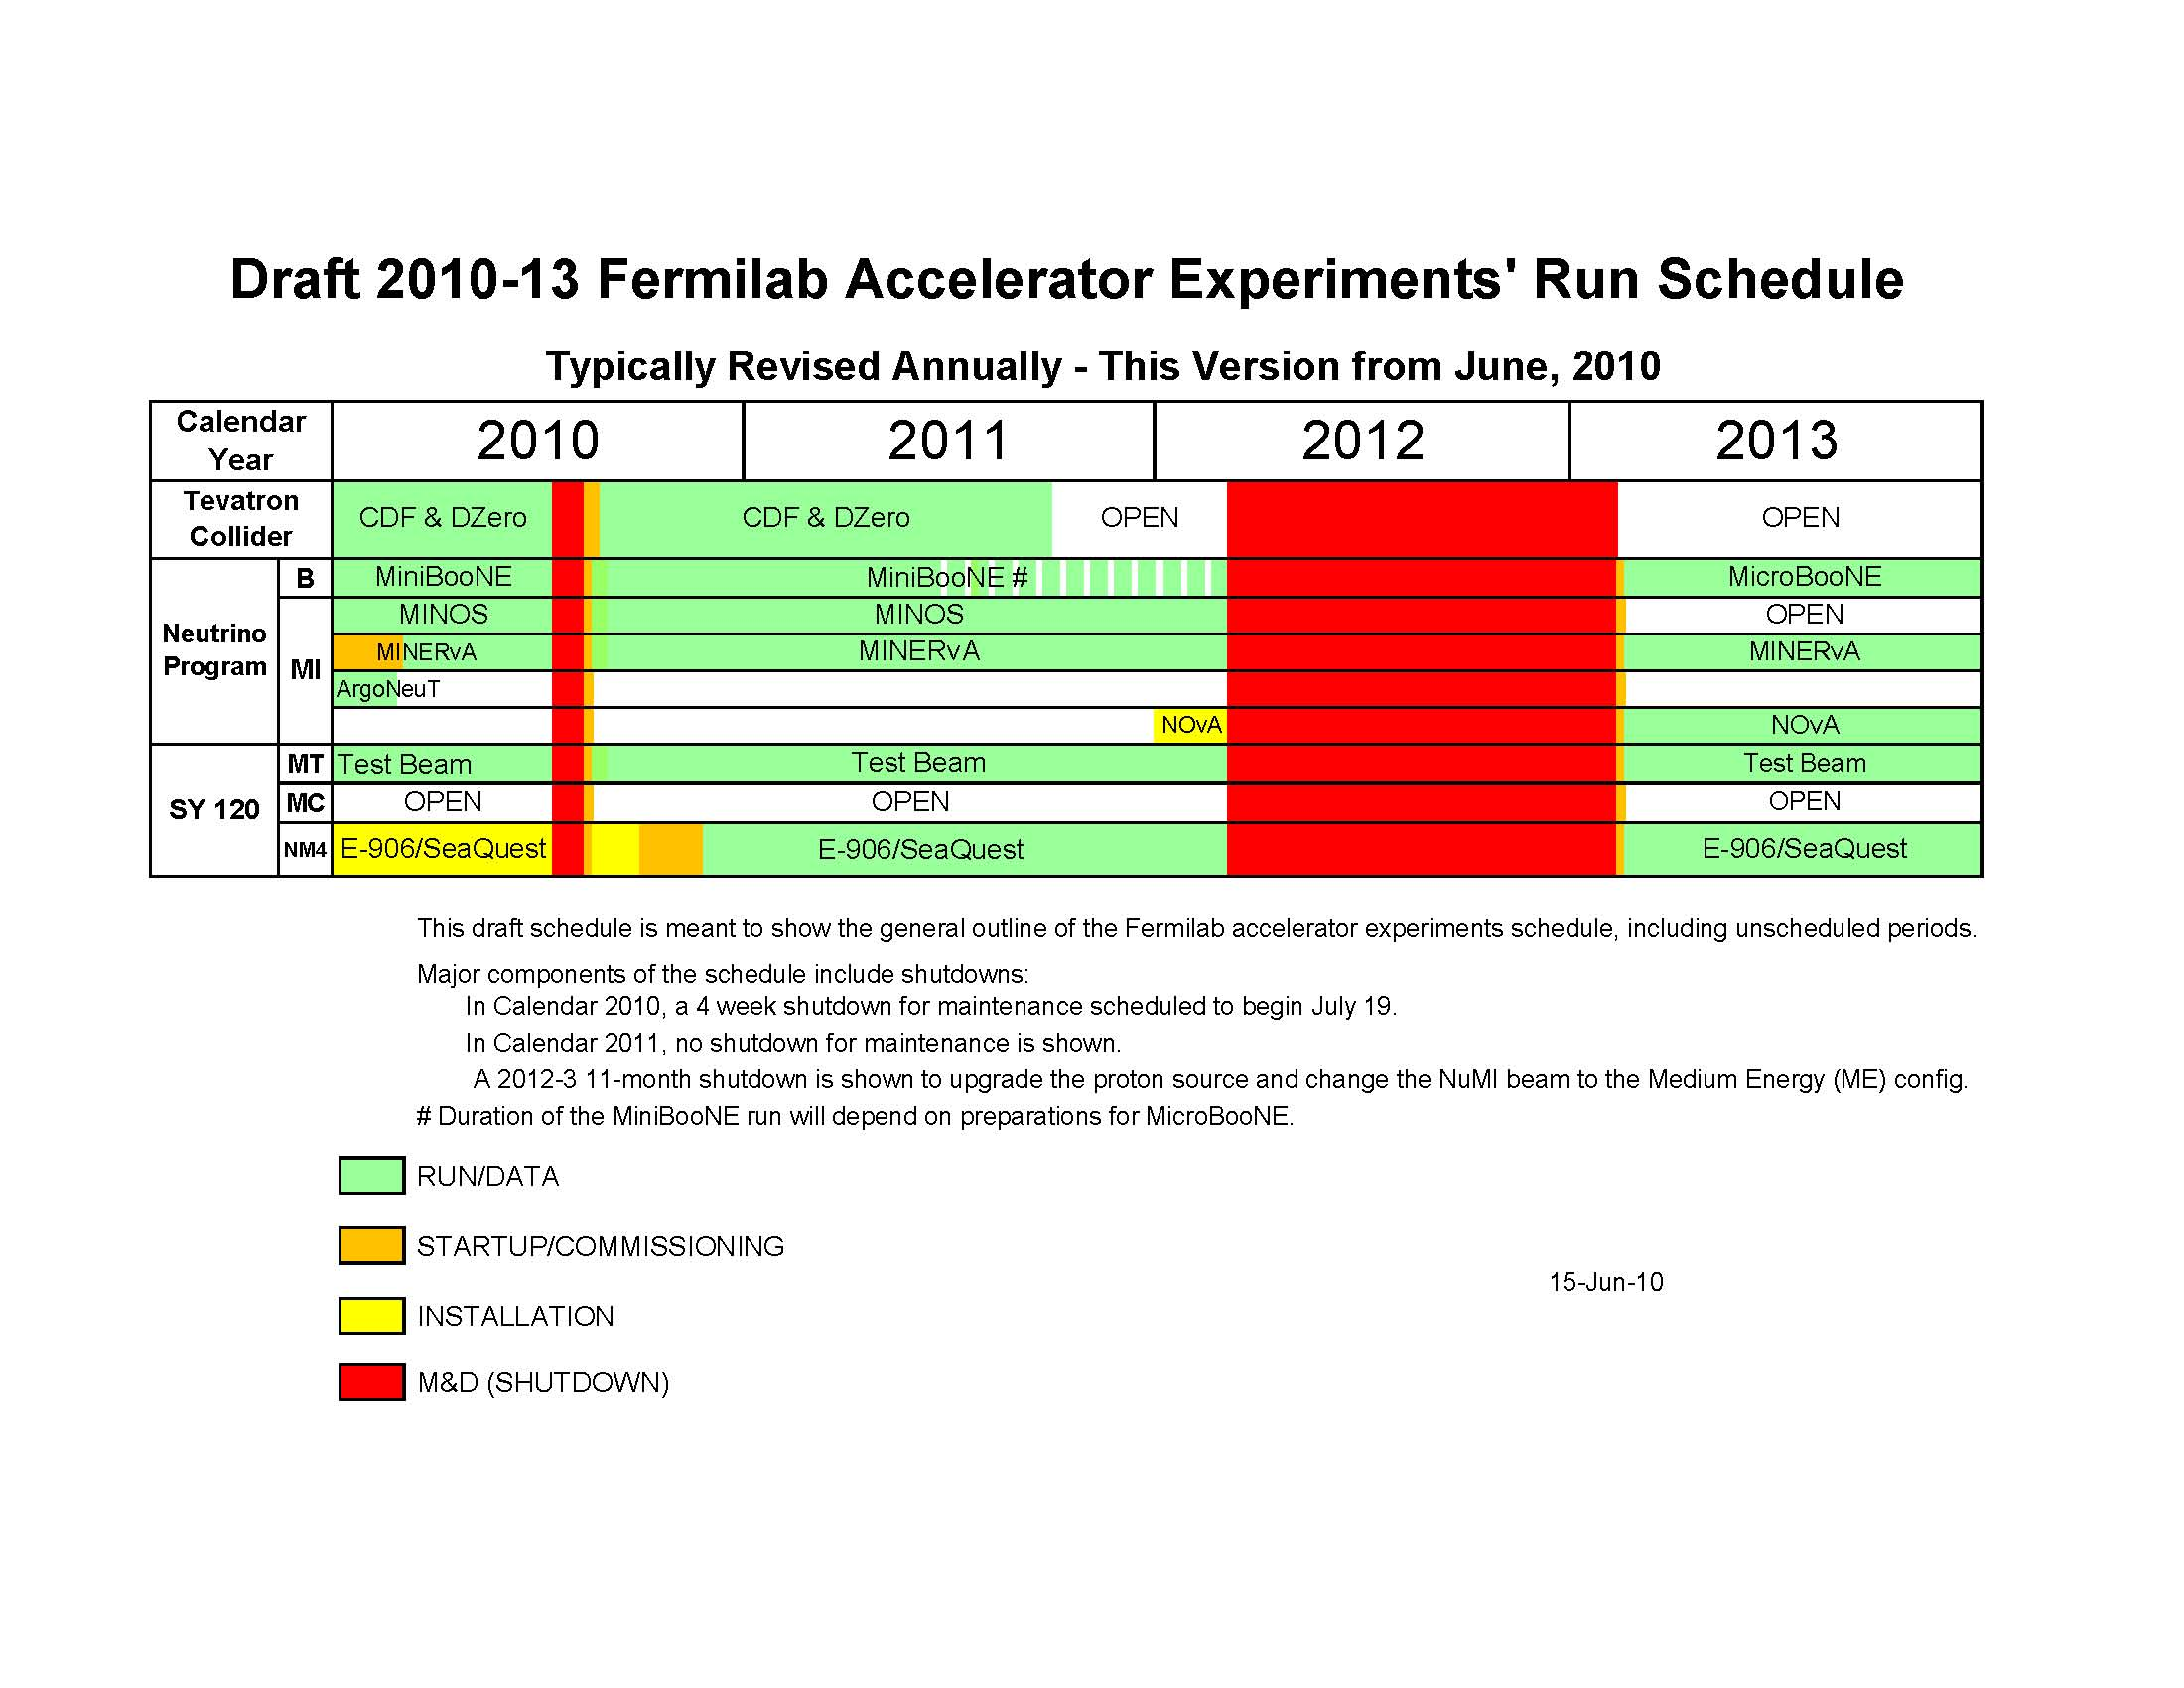 Draft 2010-13 Fermilab Accelerator Experiments' Run Schedule
Typically Revised Annually - This Version from June, 2010
Calendar
Year
2010
2011
2012
2013
Tevatron
Collider
CDF & DZero
CDF & DZero
OPEN
OPEN
Neutrino
Program
B
MiniBooNE
MiniBooNE #
MicroBooNE
MI
MINOS
MINOS
OPEN
MINERvA
MINERvA
MINERvA
ArgoNeuT
NOvA
NOvA
SY 120
MT
Test Beam
Test Beam
Test Beam
MC
OPEN
OPEN
OPEN
NM4
E-906/SeaQuest
E-906/SeaQuest
E-906/SeaQuest
This draft schedule is meant to show the general outline of the Fermilab accelerator experiments schedule, including unscheduled periods.
Major components of the schedule include shutdowns:
In Calendar 2010, a 4 week shutdown for maintenance scheduled to begin July 19.
In Calendar 2011, no shutdown for maintenance is shown.
A 2012-3 11-month shutdown is shown to upgrade the proton source and change the NuMI beam to the Medium Energy (ME) config.
# Duration of the MiniBooNE run will depend on preparations for MicroBooNE.
RUN/DATA
STARTUP/COMMISSIONING
15-Jun-10
INSTALLATION
M&D (SHUTDOWN)